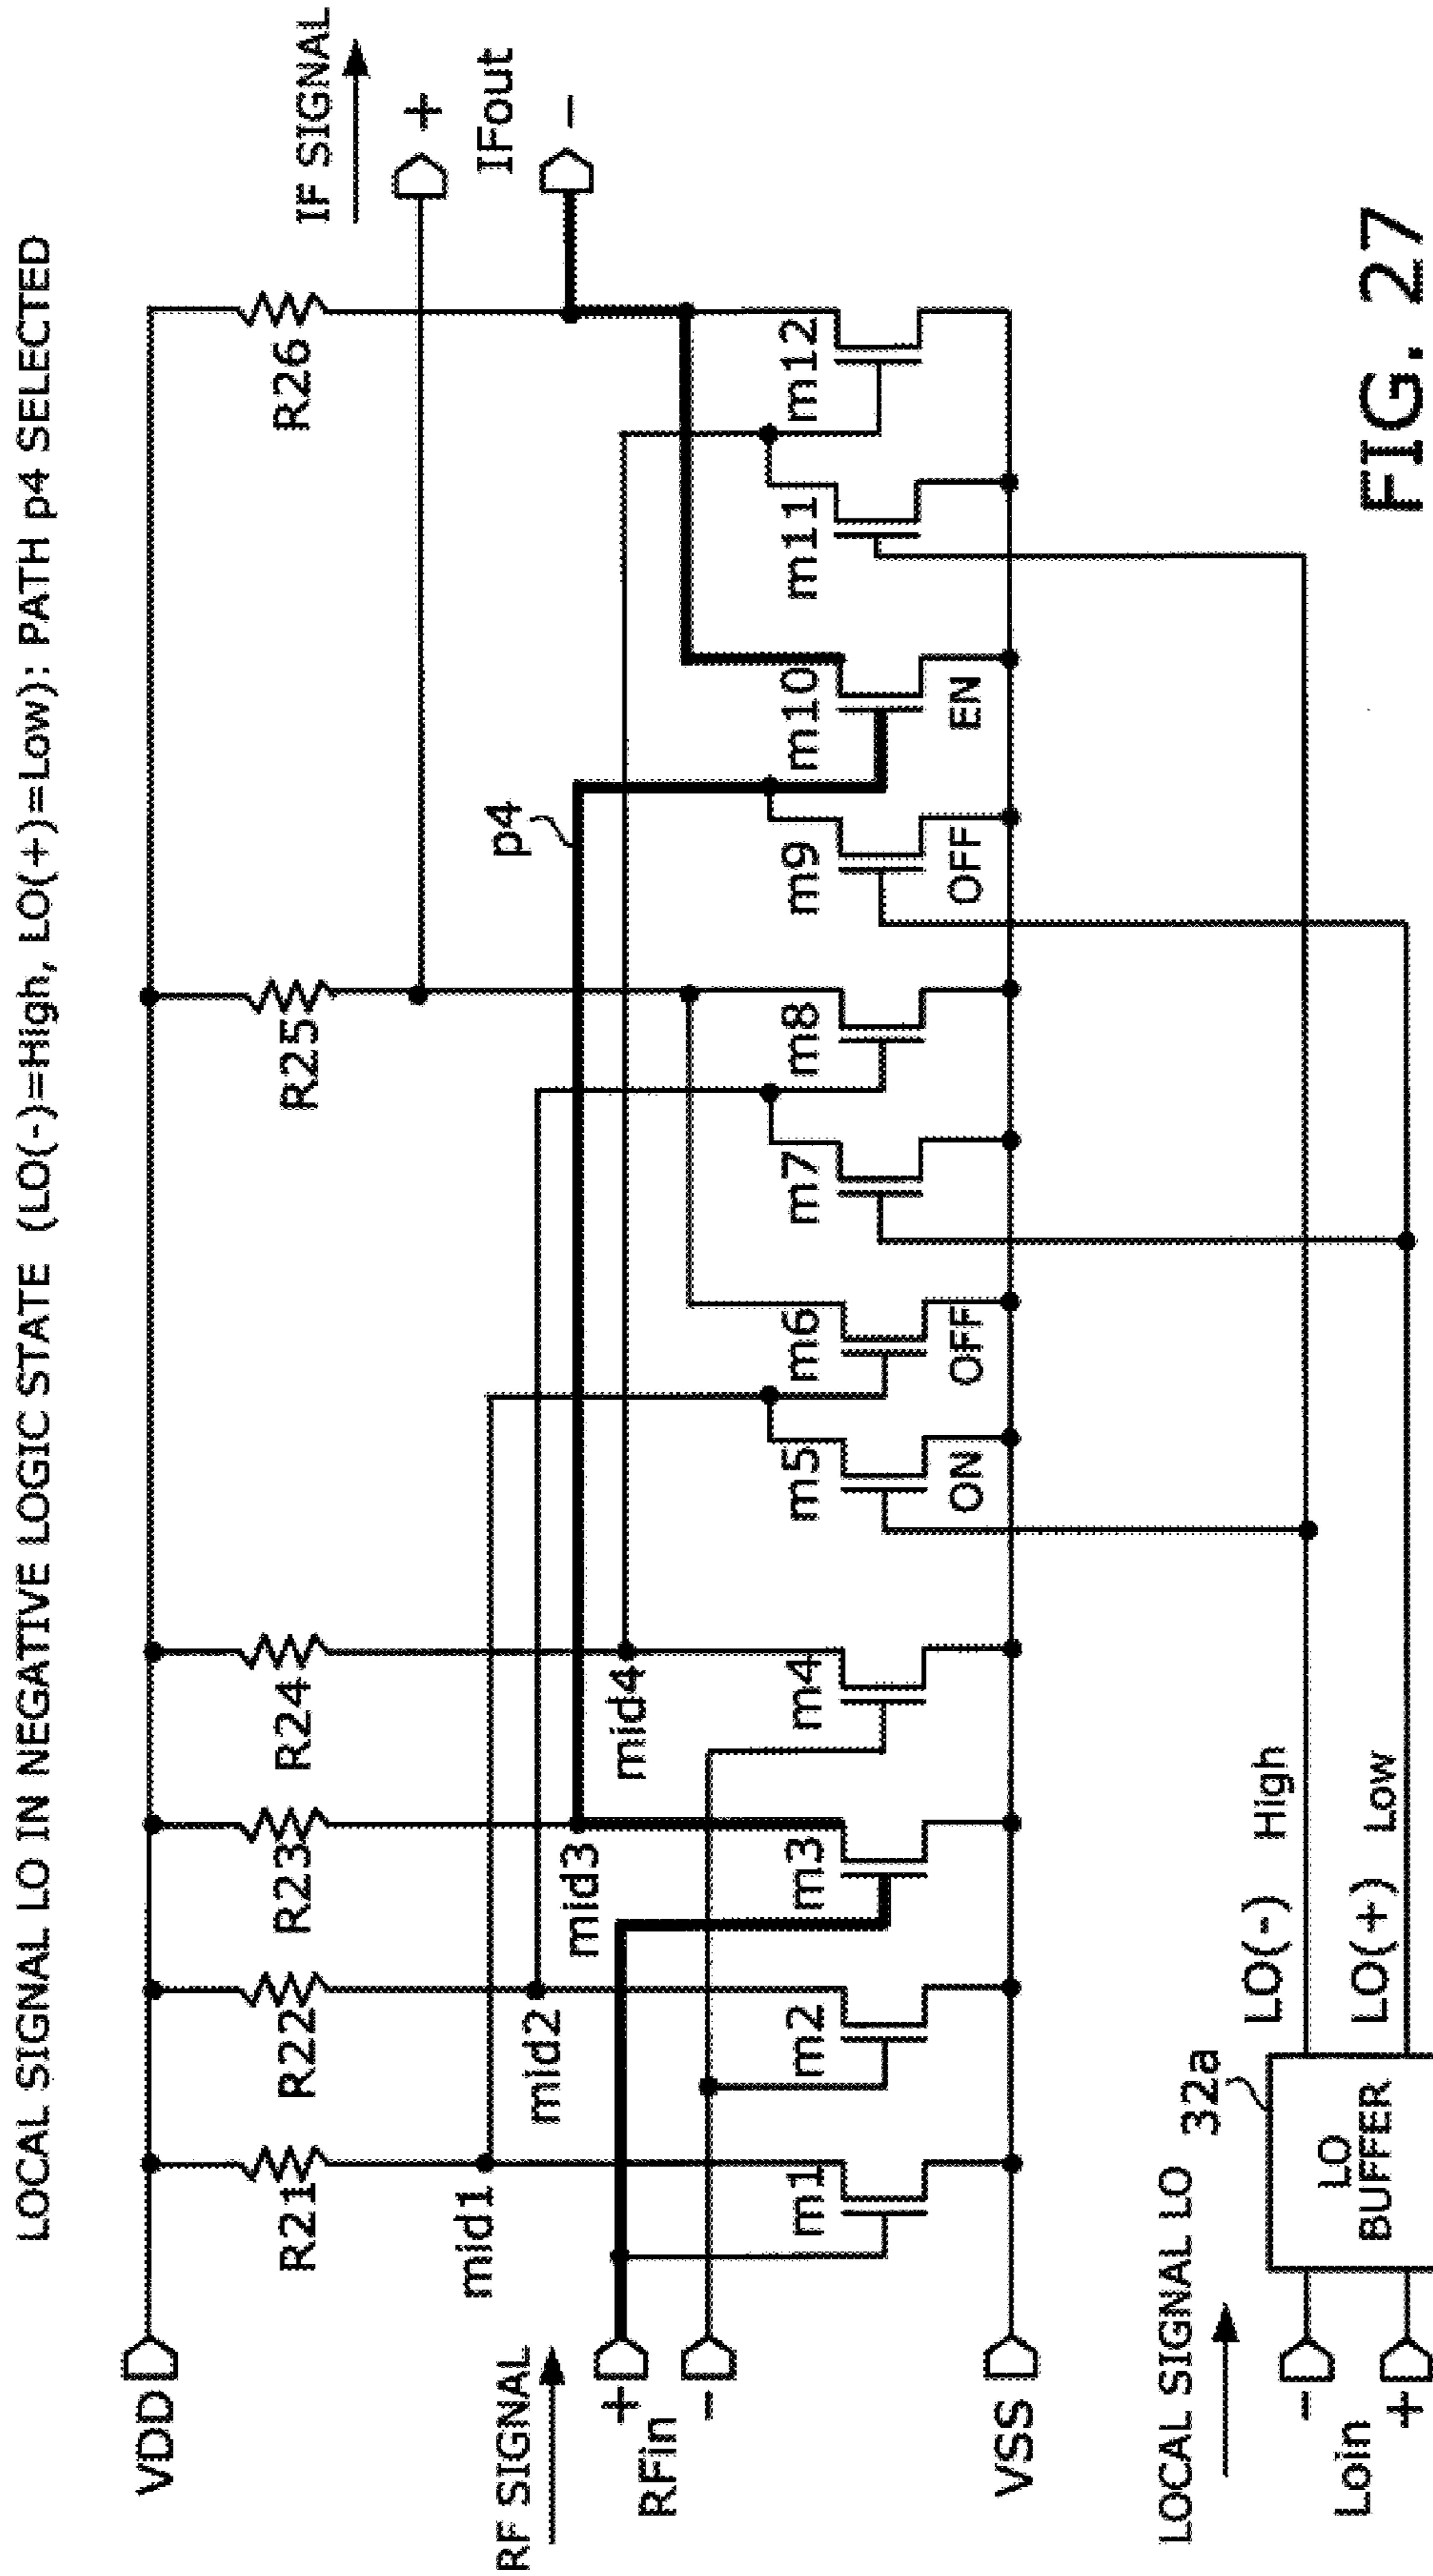 LOCAL SIGNAL LO IN NEGATIVE LOGIC STATE (LO(-)=High, LO(+)=Low): PATH p4 SELECTED
VDD
R21
R22
R23
R24
R25
R26
IF SIGNAL
+
IFout
-
mid1
mid2
mid3
mid4
p4
RF SIGNAL
+
RFin
-
m1
m2
m3
m4
m5
m6
m7
m8
m9
m10
m11
m12
ON
OFF
OFF
EN
VSS
LOCAL SIGNAL LO
32a
-
Loin
+
LO
BUFFER
LO(-) High
LO(+) Low
FIG. 27